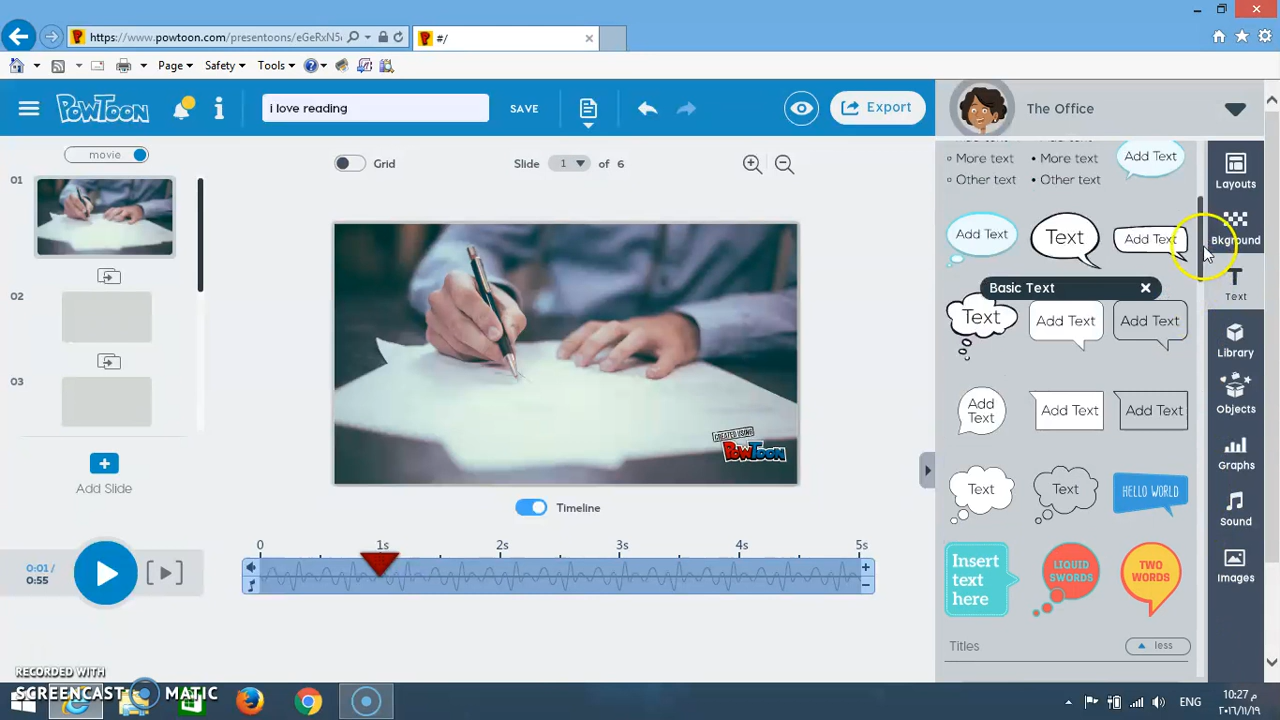 https://www.powtoon.com/presentoons/eGeRxN5
#/
Page
Safety
Tools
POWTOON
i love reading
SAVE
Export
The Office
movie
Grid
Slide 1 of 6
01
02
03
Add Slide
0:01 /
0:55
CREATED USING
POWTOON
Timeline
0 1s 2s 3s 4s 5s
More text
Other text
More text
Other text
Add Text
Add Text
Text
Add Text
Basic Text
Text
Add Text
Add Text
Add Text
Add Text
Add Text
Text
Text
HELLO WORLD
Insert text here
LIQUID SWORDS
TWO WORDS
Titles
less
Layouts
Bkground
Text
Library
Objects
Graphs
Sound
Images
RECORDED WITH
SCREENCAST MATIC
ENG
10:27 م
٢٠١٦/١١/١٩